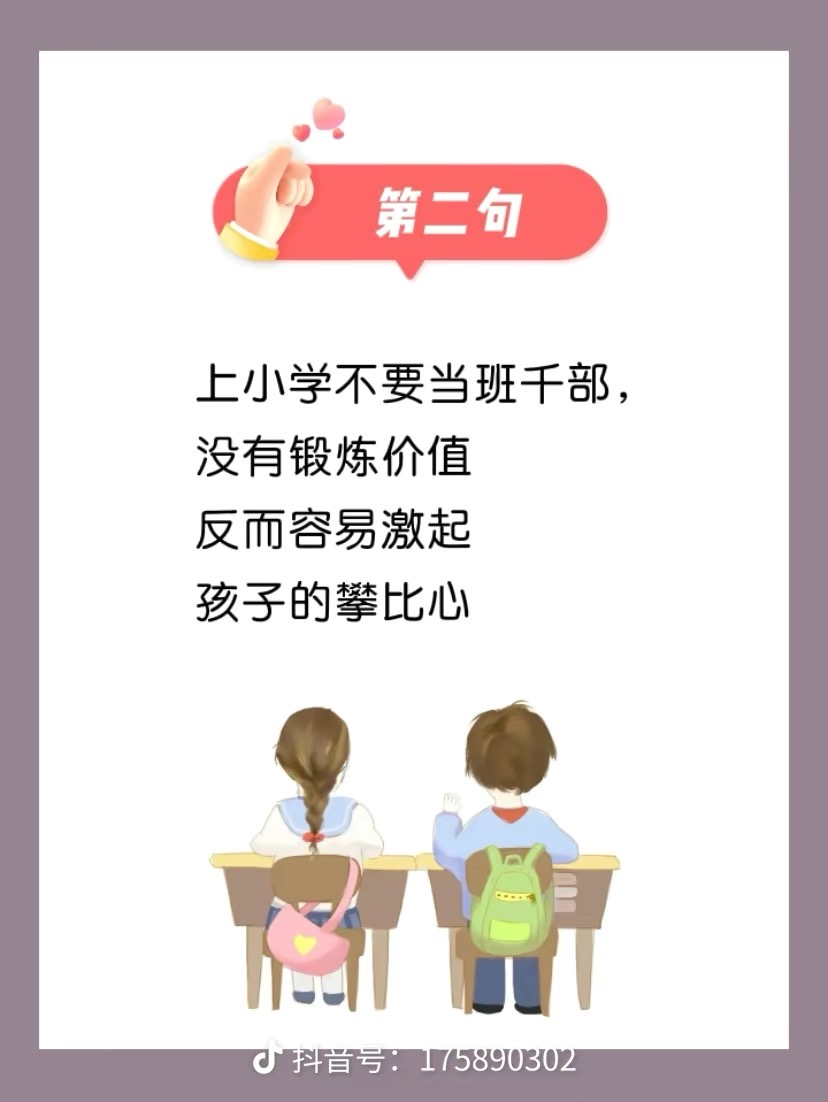 第二句
上小学不要当班千部，
没有锻炼价值
反而容易激起
孩子的攀比心
抖音号：175890302